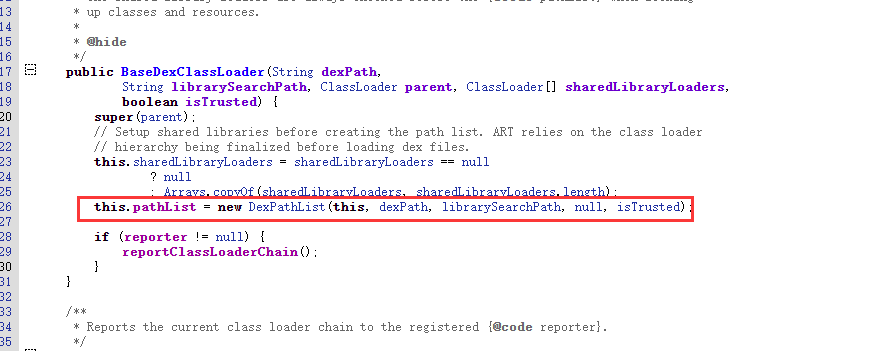 13 * up classes and resources.
14 *
15 * @hide
16 */
17 public BaseDexClassLoader(String dexPath,
18 String librarySearchPath, ClassLoader parent, ClassLoader[] sharedLibraryLoaders,
19 boolean isTrusted) {
20 super(parent);
21 // Setup shared libraries before creating the path list. ART relies on the class loader
22 // hierarchy being finalized before loading dex files.
23 this.sharedLibraryLoaders = sharedLibraryLoaders == null
24 ? null
25 : Arrays.copyOf(sharedLibraryLoaders, sharedLibraryLoaders.length);
26 this.pathList = new DexPathList(this, dexPath, librarySearchPath, null, isTrusted);
27
28 if (reporter != null) {
29 reportClassLoaderChain();
30 }
31 }
32
33 /**
34 * Reports the current class loader chain to the registered {@code reporter}.
35 */